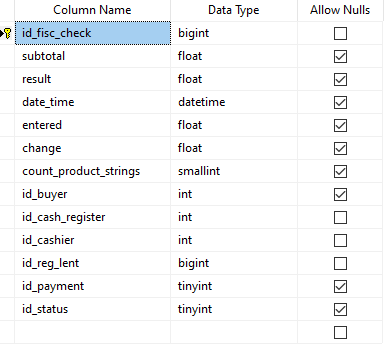 Column Name Data Type Allow Nulls
id_fisc_check bigint
subtotal float
result float
date_time datetime
entered float
change float
count_product_strings smallint
id_buyer int
id_cash_register int
id_cashier int
id_reg_lent bigint
id_payment tinyint
id_status tinyint